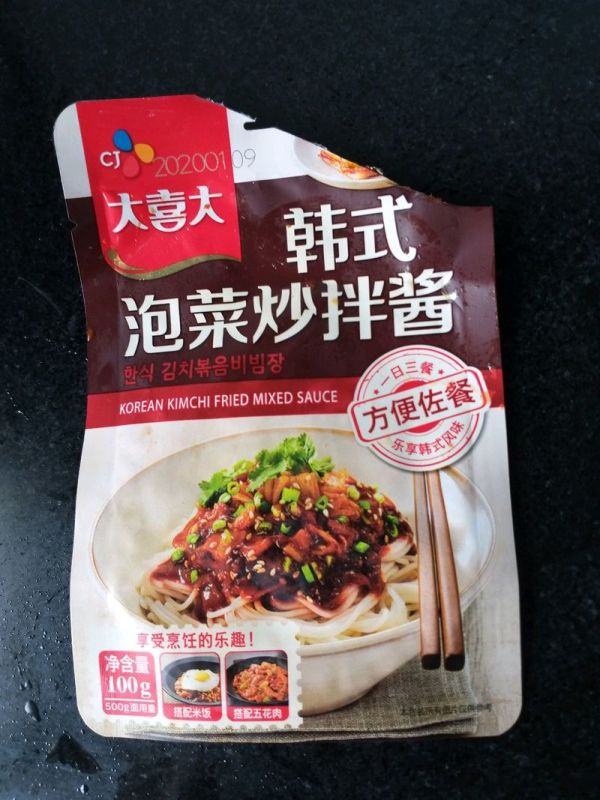 CJ
20200109
大喜大
韩式
泡菜炒拌酱
한식 김치볶음비빔장
KOREAN KIMCHI FRIED MIXED SAUCE
一日三餐
方便佐餐
乐享韩式风味
享受烹饪的乐趣！
净含量
100g
500g面用量
搭配米饭
搭配五花肉